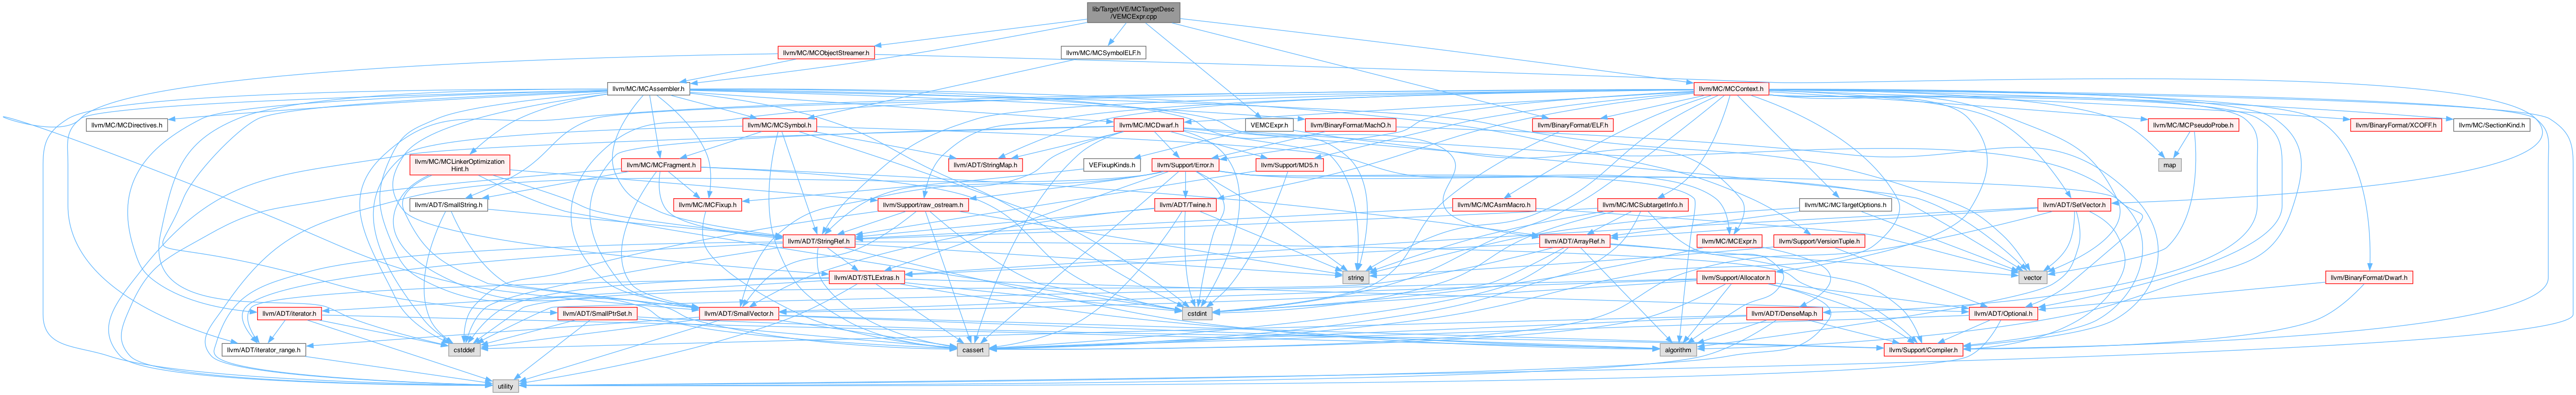 lib/Target/VE/MCTargetDesc
/VEMCExpr.cpp
llvm/MC/MCObjectStreamer.h
llvm/MC/MCSymbolELF.h
llvm/MC/MCAssembler.h
llvm/MC/MCContext.h
llvm/MC/MCDirectives.h
llvm/MC/MCSymbol.h
llvm/MC/MCDwarf.h
llvm/BinaryFormat/MachO.h
VEMCExpr.h
llvm/BinaryFormat/ELF.h
llvm/MC/MCPseudoProbe.h
llvm/BinaryFormat/XCOFF.h
llvm/MC/SectionKind.h
llvm/MC/MCLinkerOptimization
Hint.h
llvm/MC/MCFragment.h
llvm/ADT/StringMap.h
VEFixupKinds.h
llvm/Support/Error.h
llvm/Support/MD5.h
map
llvm/ADT/SmallString.h
llvm/MC/MCFixup.h
llvm/Support/raw_ostream.h
llvm/ADT/Twine.h
llvm/MC/MCAsmMacro.h
llvm/MC/MCSubtargetInfo.h
llvm/MC/MCTargetOptions.h
llvm/ADT/SetVector.h
llvm/ADT/StringRef.h
llvm/ADT/ArrayRef.h
llvm/MC/MCExpr.h
llvm/Support/VersionTuple.h
llvm/ADT/STLExtras.h
string
llvm/Support/Allocator.h
vector
llvm/BinaryFormat/Dwarf.h
llvm/ADT/iterator.h
llvm/ADT/SmallPtrSet.h
llvm/ADT/SmallVector.h
cstdint
llvm/ADT/DenseMap.h
llvm/ADT/Optional.h
llvm/ADT/iterator_range.h
cstddef
cassert
algorithm
llvm/Support/Compiler.h
utility